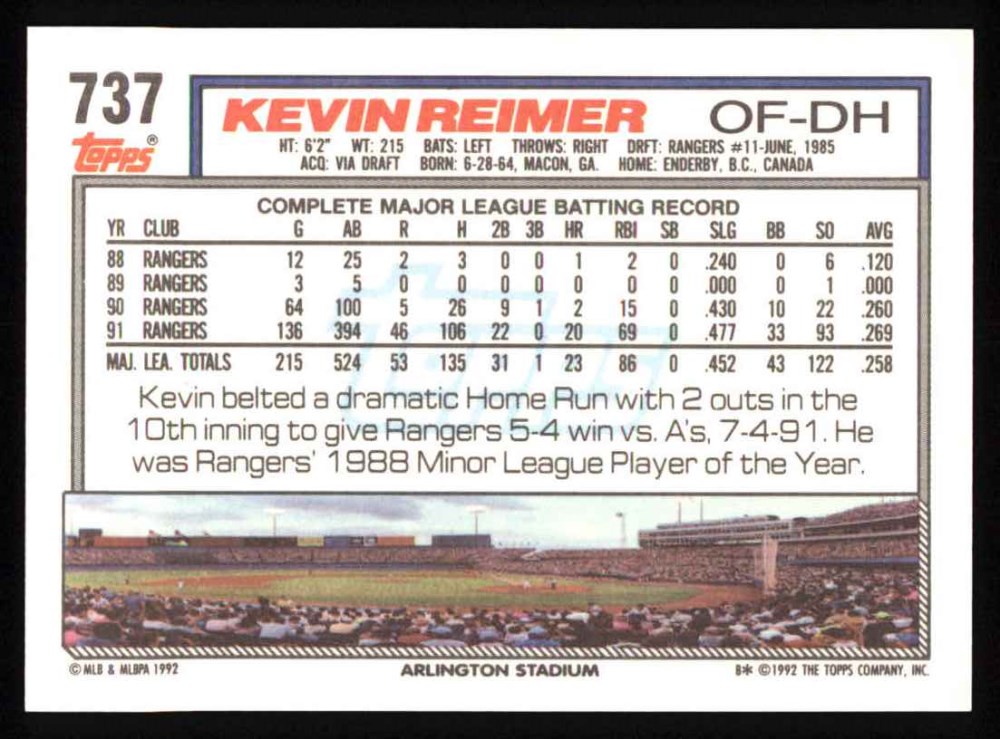 737
Topps®
KEVIN REIMER OF-DH
HT: 6'2" WT: 215 BATS: LEFT THROWS: RIGHT DRFT: RANGERS #11-JUNE, 1985
ACQ: VIA DRAFT BORN: 6-28-64, MACON, GA. HOME: ENDERBY, B.C., CANADA
COMPLETE MAJOR LEAGUE BATTING RECORD
YR CLUB G AB R H 2B 3B HR RBI SB SLG BB SO AVG
88 RANGERS 12 25 2 3 0 0 1 2 0 .240 0 6 .120
89 RANGERS 3 5 0 0 0 0 0 0 0 .000 0 1 .000
90 RANGERS 64 100 5 26 9 1 2 15 0 .430 10 22 .260
91 RANGERS 136 394 46 106 22 0 20 69 0 .477 33 93 .269
MAJ. LEA. TOTALS 215 524 53 135 31 1 23 86 0 .452 43 122 .258
Kevin belted a dramatic Home Run with 2 outs in the
10th inning to give Rangers 5-4 win vs. A's, 7-4-91. He
was Rangers' 1988 Minor League Player of the Year.
© MLB & MLBPA 1992 ARLINGTON STADIUM B* ©1992 THE TOPPS COMPANY, INC.